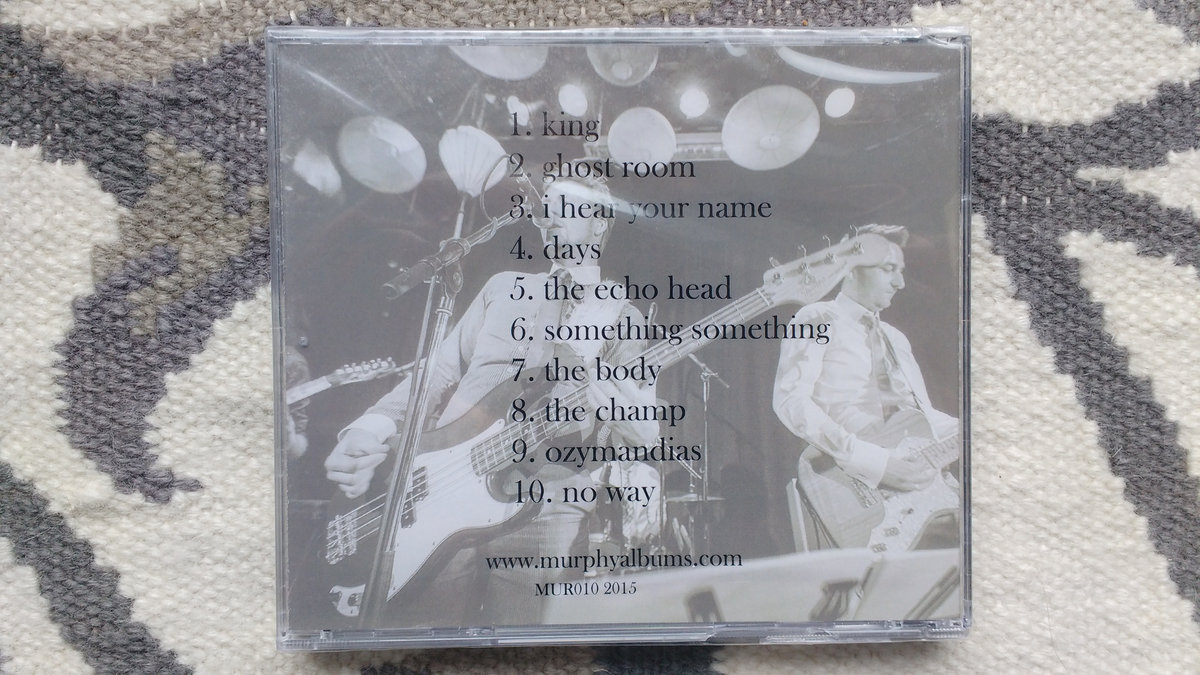 1. king
2. ghost room
3. i hear your name
4. days
5. the echo head
6. something something
7. the body
8. the champ
9. ozymandias
10. no way
www.murphyalbums.com
MUR010 2015